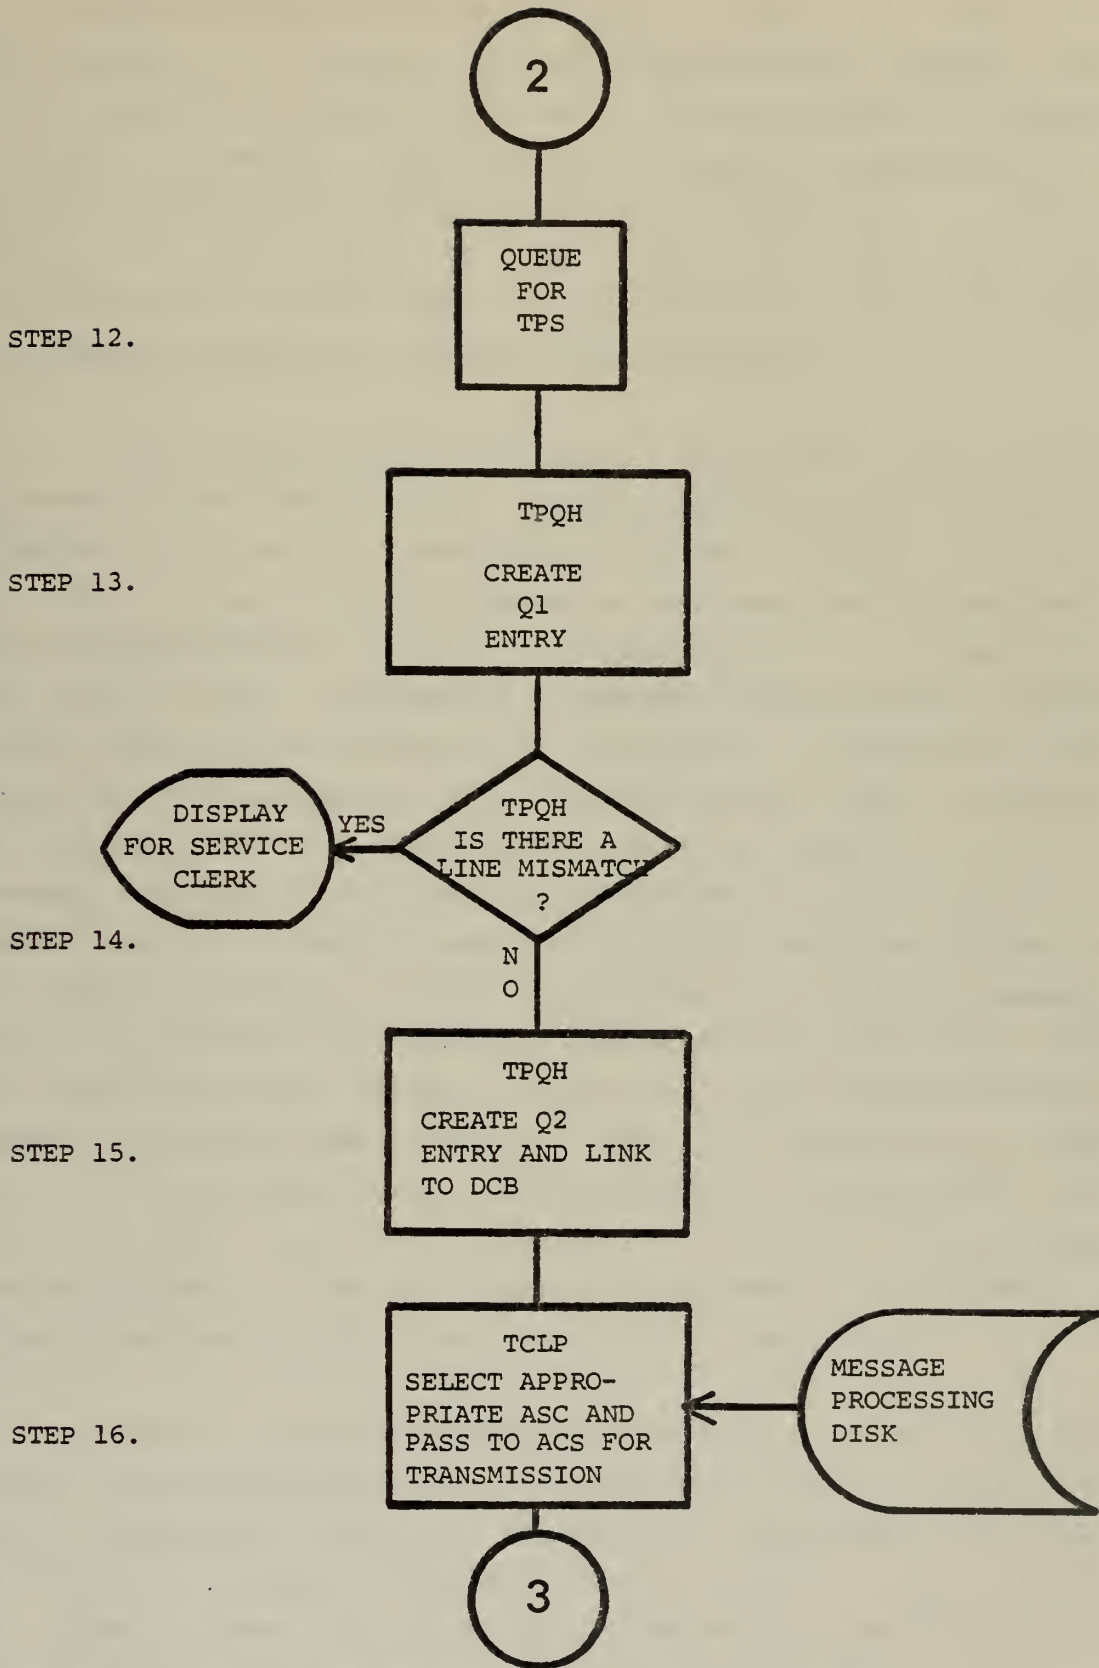 2
QUEUE
FOR
TPS
STEP 12.
TPQH
CREATE
Q1
ENTRY
STEP 13.
TPQH
IS THERE A
LINE MISMATCH
?
YES
DISPLAY
FOR SERVICE
CLERK
STEP 14.
N
O
TPQH
CREATE Q2
ENTRY AND LINK
TO DCB
STEP 15.
TCLP
SELECT APPRO-
PRIATE ASC AND
PASS TO ACS FOR
TRANSMISSION
MESSAGE
PROCESSING
DISK
STEP 16.
3